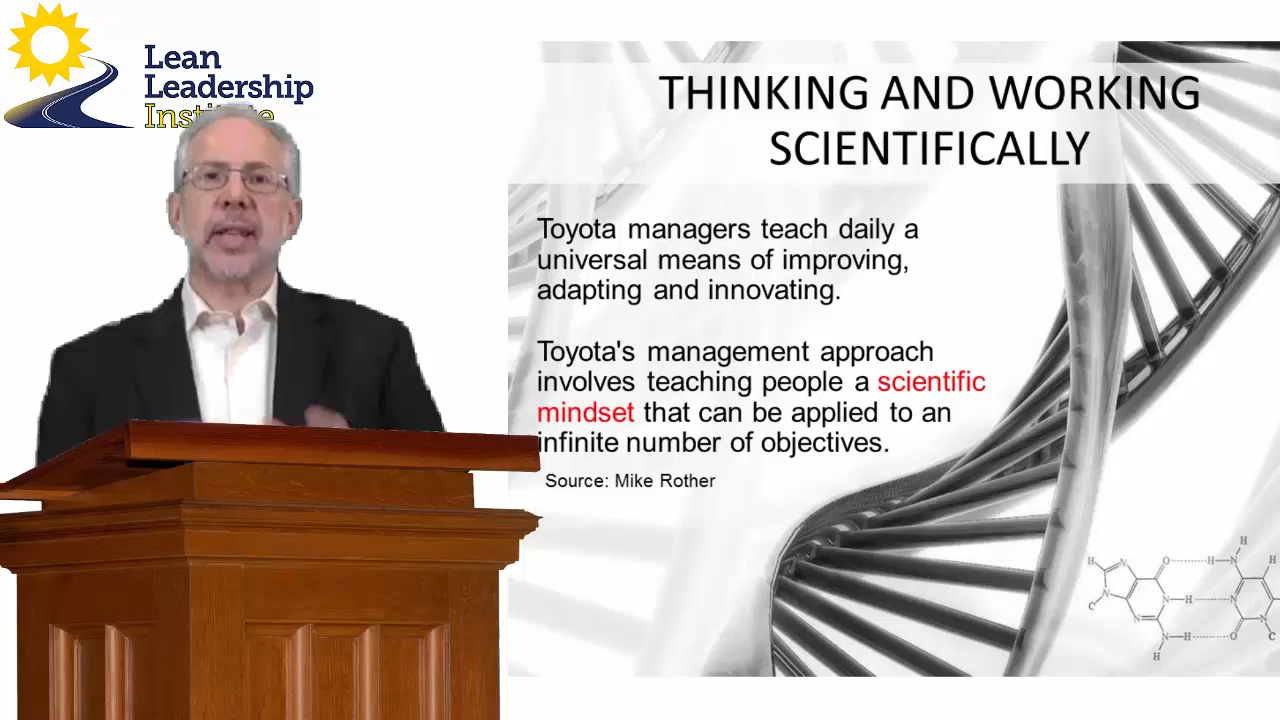 Lean
Leadership
Institute
THINKING AND WORKING
SCIENTIFICALLY
Toyota managers teach daily a
universal means of improving,
adapting and innovating.
Toyota's management approach
involves teaching people a scientific
mindset that can be applied to an
infinite number of objectives.
Source: Mike Rother
H
N
O
H
N
H
H
N
N
H
N
C
N
N
H
O
N
C
H